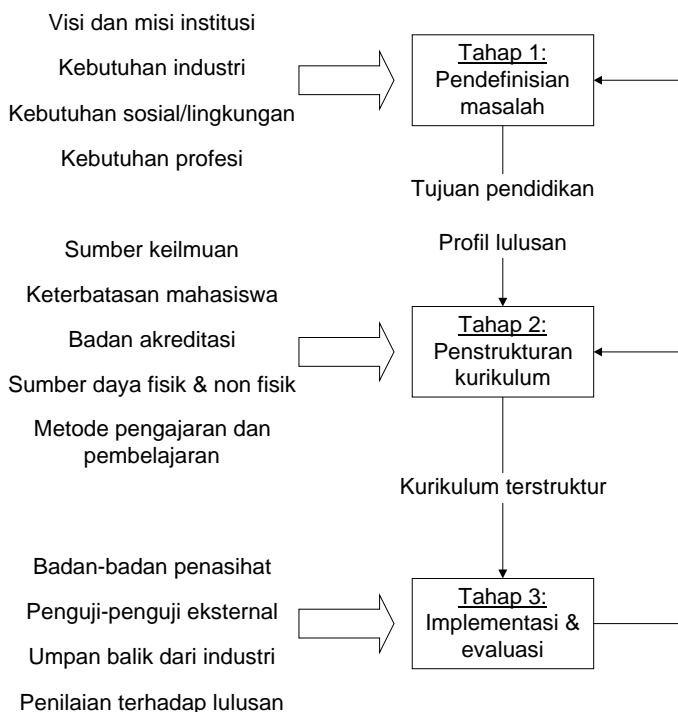 Visi dan misi institusi
Kebutuhan industri
Kebutuhan sosial/lingkungan
Kebutuhan profesi
Tahap 1:
Pendefinisian
masalah
Tujuan pendidikan
Profil lulusan
Sumber keilmuan
Keterbatasan mahasiswa
Badan akreditasi
Sumber daya fisik & non fisik
Metode pengajaran dan
pembelajaran
Tahap 2:
Penstrukturan
kurikulum
Kurikulum terstruktur
Badan-badan penasihat
Penguji-penguji eksternal
Umpan balik dari industri
Penilaian terhadap lulusan
Tahap 3:
Implementasi &
evaluasi